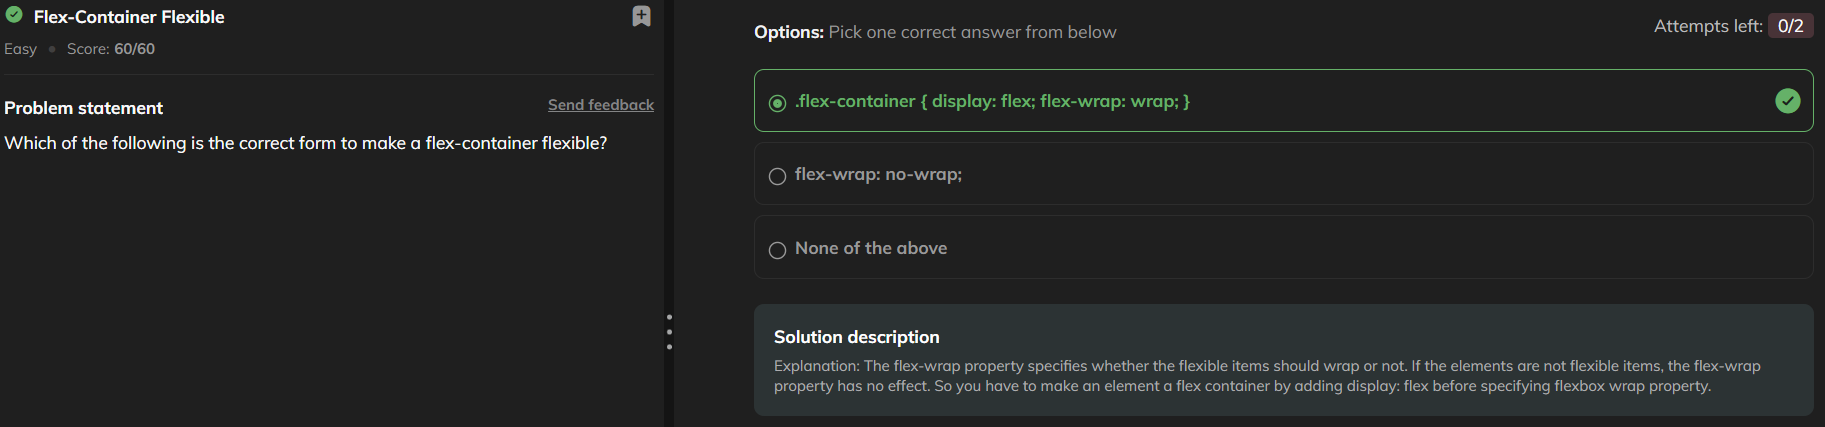 Flex-Container Flexible
Easy • Score: 60/60
Problem statement
Send feedback
Which of the following is the correct form to make a flex-container flexible?
Options: Pick one correct answer from below
Attempts left: 0/2
.flex-container { display: flex; flex-wrap: wrap; }
flex-wrap: no-wrap;
None of the above
Solution description
Explanation: The flex-wrap property specifies whether the flexible items should wrap or not. If the elements are not flexible items, the flex-wrap
property has no effect. So you have to make an element a flex container by adding display: flex before specifying flexbox wrap property.